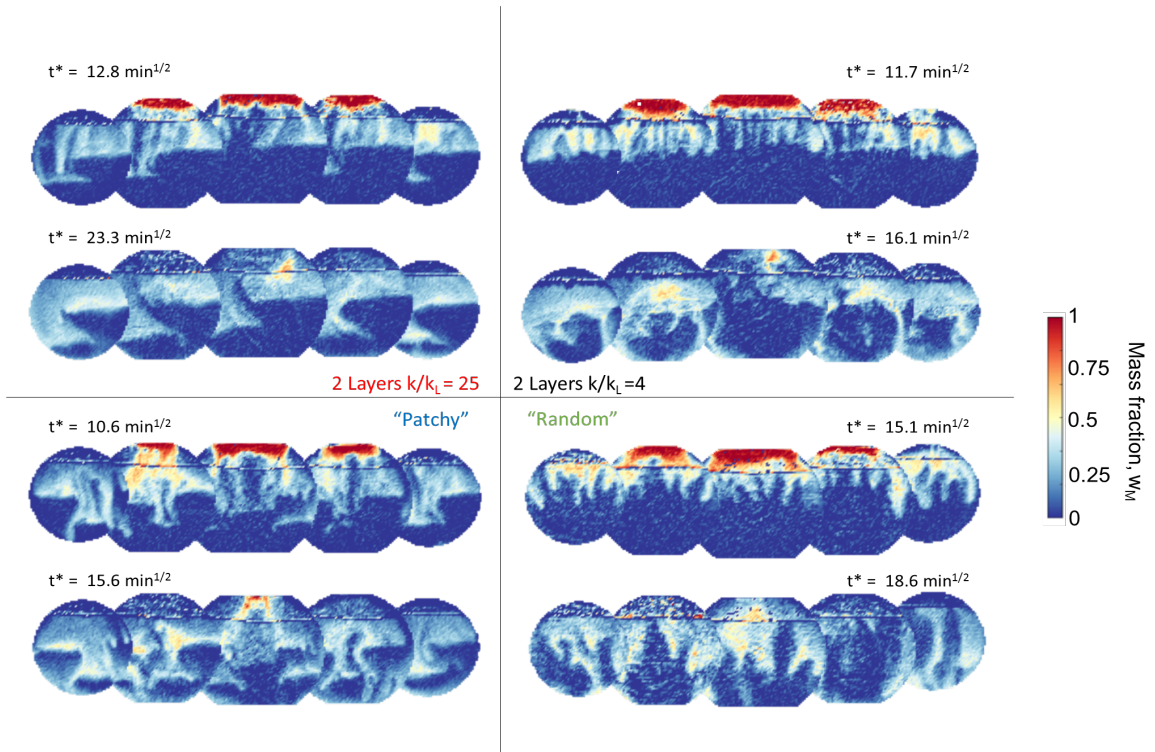 t* = 12.8 min1/2
t* = 11.7 min1/2
t* = 23.3 min1/2
t* = 16.1 min1/2
2 Layers k/kL= 25
2 Layers k/kL=4
"Patchy"
"Random"
t* = 10.6 min1/2
t* = 15.1 min1/2
t* = 15.6 min1/2
t* = 18.6 min1/2
1
0.75
0.5
0.25
0
Mass fraction, wM